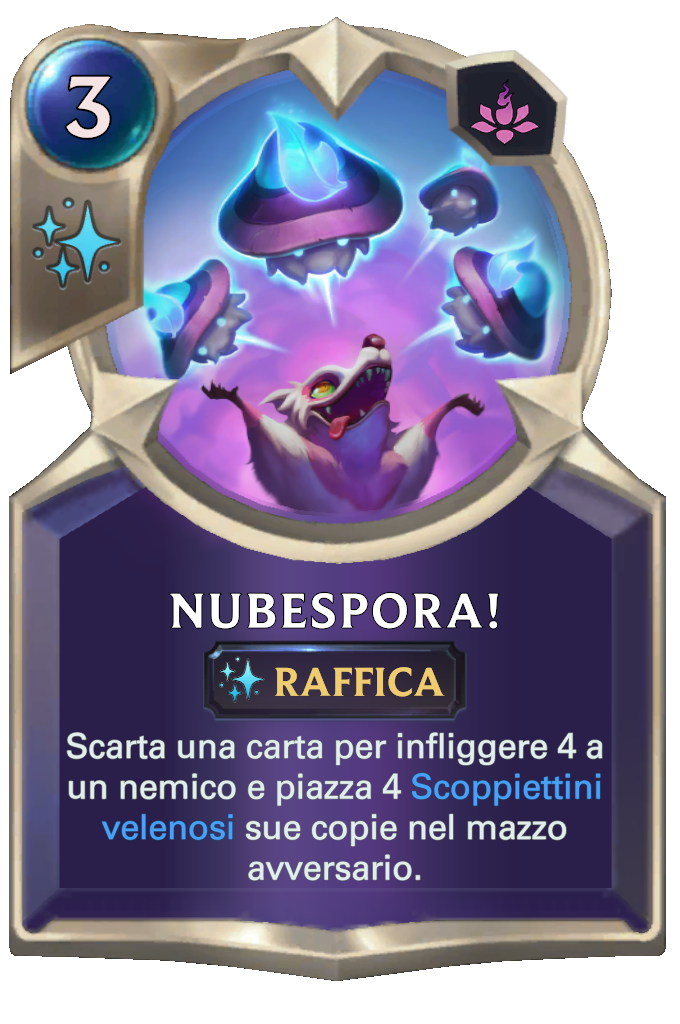 3
NUBESPORA!
RAFFICA
Scarta una carta per infliggere 4 a
un nemico e piazza 4 Scoppiettini
velenosi sue copie nel mazzo
avversario.